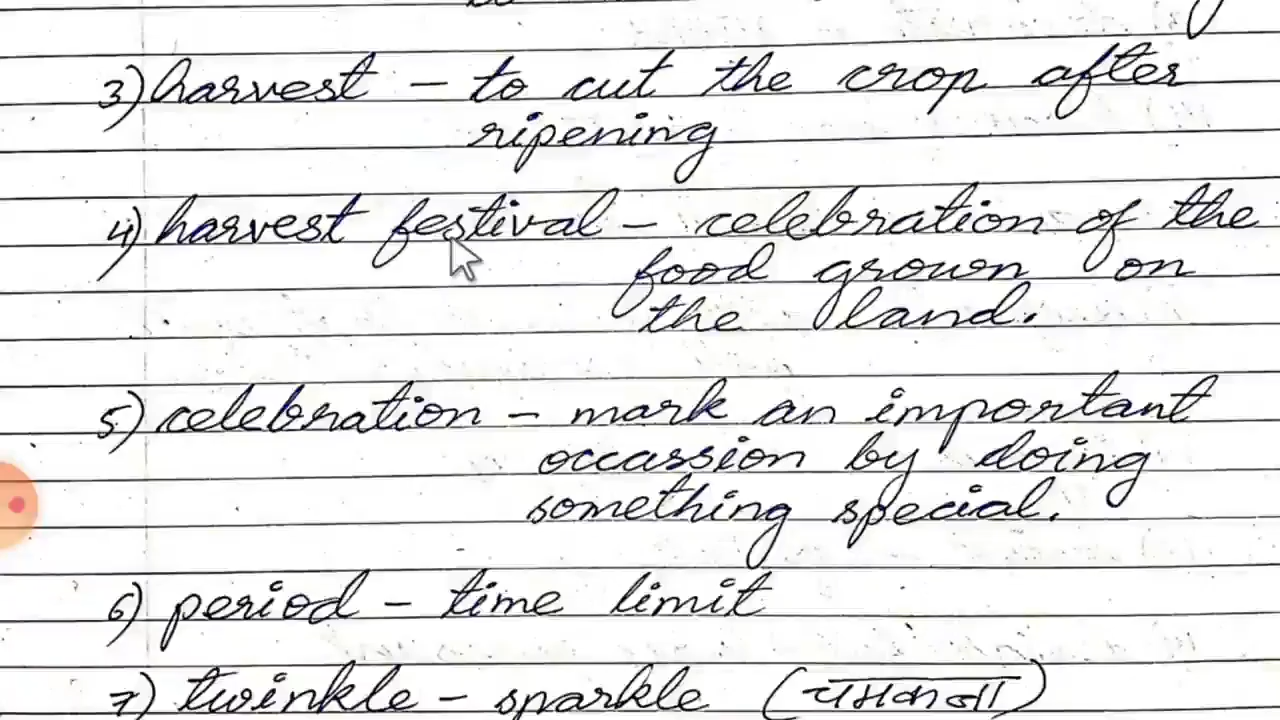 3) harvest - to cut the crop after
ripening
4) harvest festival - celebration of the
food grown on
the land.
5) celebration - mark an important
occassion by doing
something special.
6) period - time limit
7) twinkle - sparkle (चमकना)